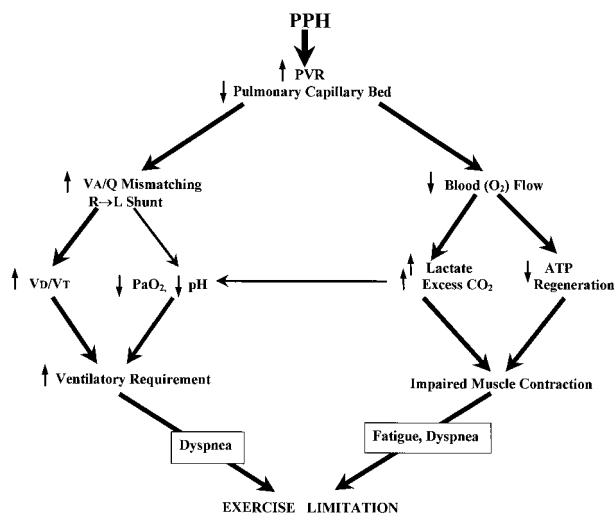 PPH
↑ PVR
↓ Pulmonary Capillary Bed
↑ VA/Q Mismatching
R→L Shunt
↓ Blood (O₂) Flow
↑ VD/VT
↓ PaO₂, ↓ pH
↑ Lactate
↑ Excess CO₂
↓ ATP
Regeneration
↑ Ventilatory Requirement
Impaired Muscle Contraction
Dyspnea
Fatigue, Dyspnea
EXERCISE LIMITATION